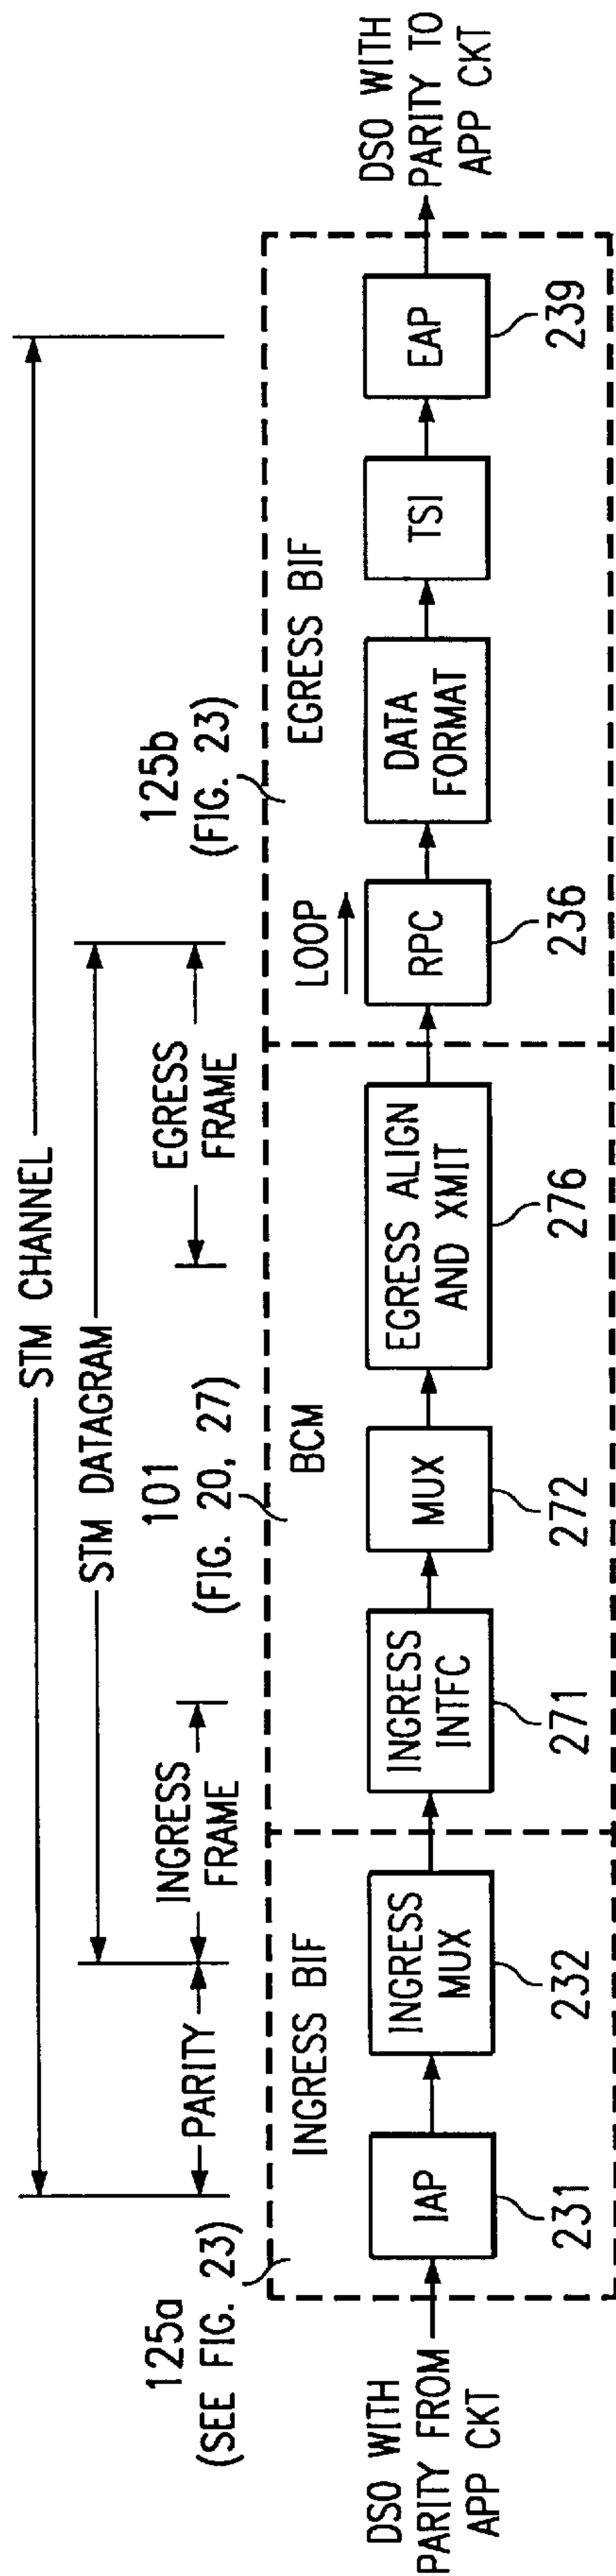 STM CHANNEL
STM DATAGRAM
PARITY
INGRESS
FRAME
EGRESS
FRAME
125a
(SEE FIG. 23)
101
(FIG. 20, 27)
125b
(FIG. 23)
INGRESS BIF
BCM
LOOP
EGRESS BIF
DSO WITH
PARITY FROM
APP CKT
IAP
INGRESS
MUX
INGRESS
INTFC
MUX
EGRESS ALIGN
AND XMIT
RPC
DATA
FORMAT
TSI
EAP
DSO WITH
PARITY TO
APP CKT
231
232
271
272
276
236
239